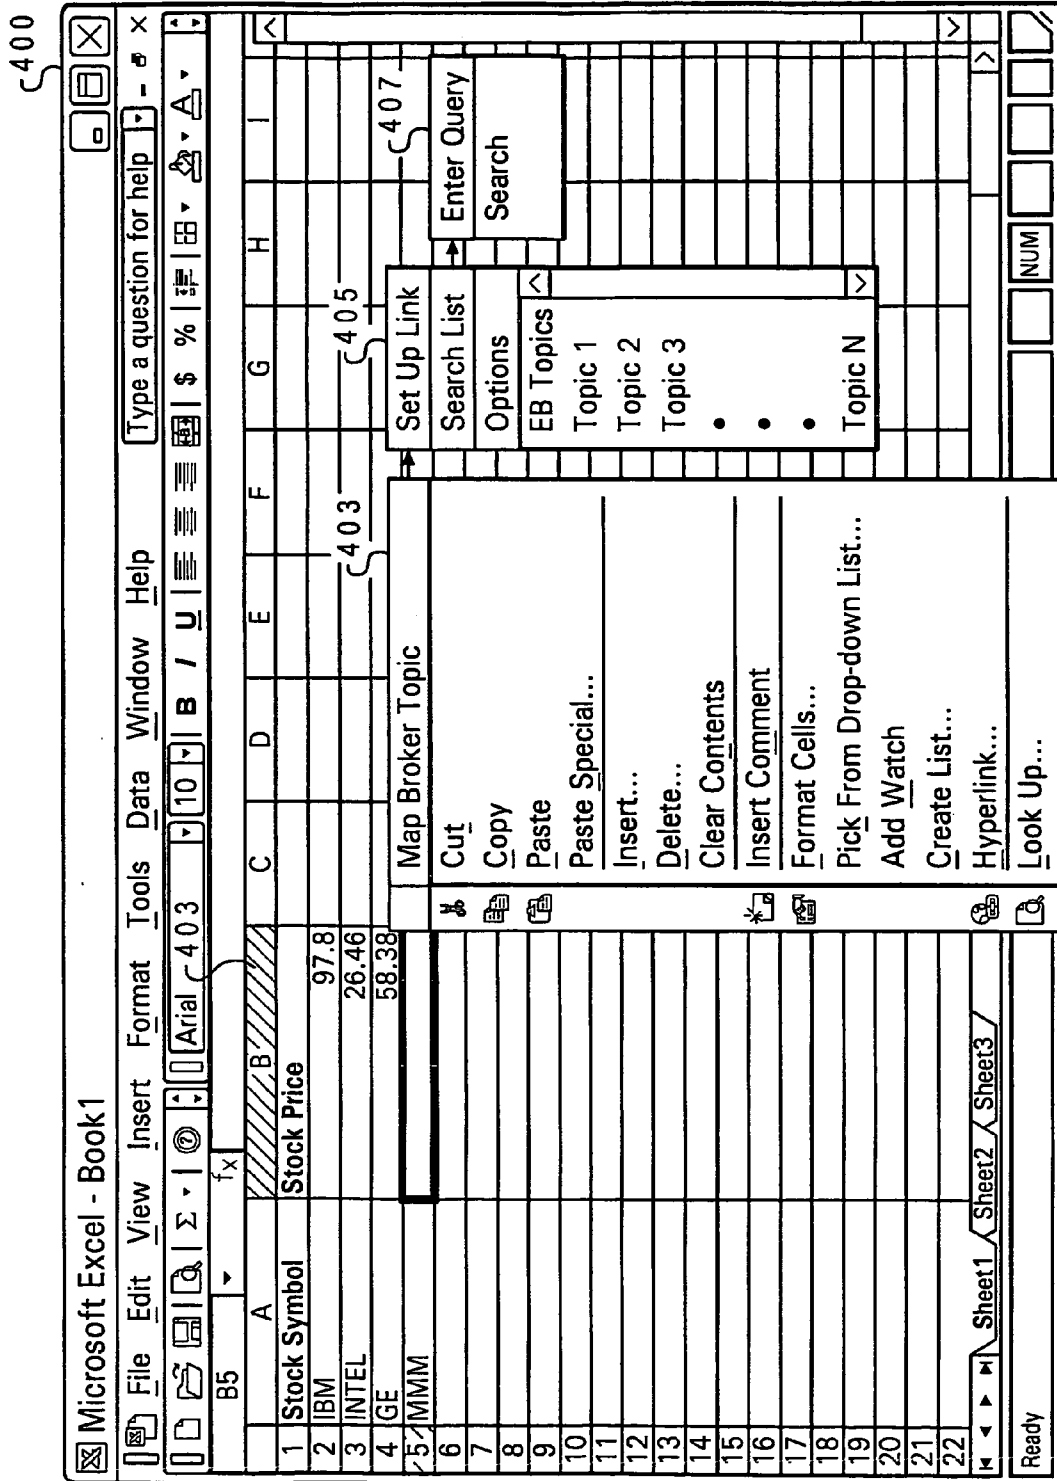 400
Microsoft Excel - Book1
File Edit View Insert Format Tools Data Window Help Type a question for help
Σ Arial 403 10 B I U $ % A
B5 fx
A B C D E F G H I
1 Stock Symbol Stock Price
2 IBM 97.8
3 INTEL 26.46
4 GE 58.38
5 MMM
6
7
8
9
10
11
12
13
14
15
16
17
18
19
20
21
22
403
Map Broker Topic
Cut
Copy
Paste
Paste Special...
Insert...
Delete...
Clear Contents
Insert Comment
Format Cells...
Pick From Drop-down List...
Add Watch
Create List...
Hyperlink...
Look Up...
405
Set Up Link
Search List
Options
EB Topics
Topic 1
Topic 2
Topic 3
Topic N
407
Enter Query
Search
Sheet1 Sheet2 Sheet3
Ready NUM